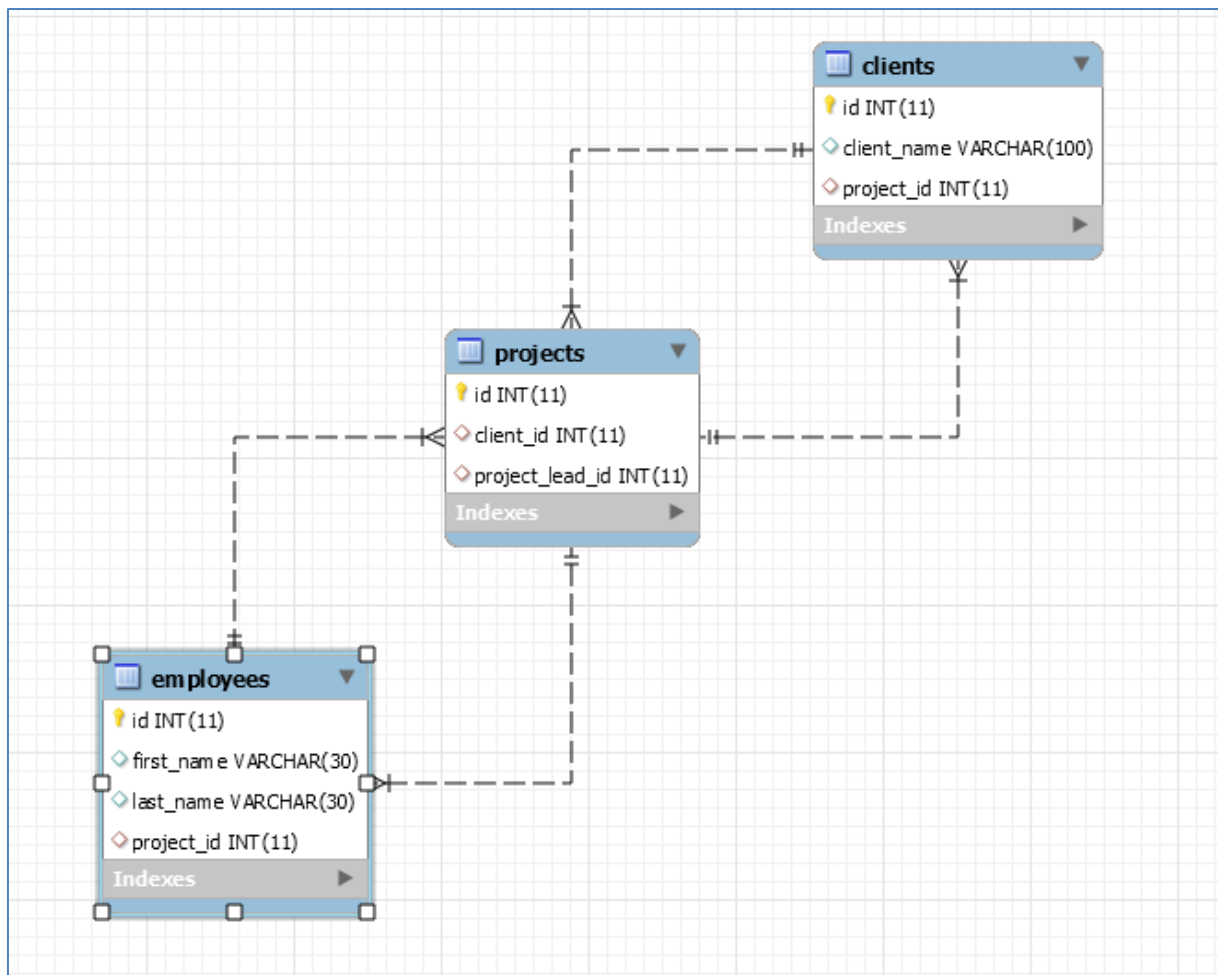 clients
id INT(11)
client_name VARCHAR(100)
project_id INT(11)
Indexes
projects
id INT(11)
client_id INT(11)
project_lead_id INT(11)
Indexes
employees
id INT(11)
first_name VARCHAR(30)
last_name VARCHAR(30)
project_id INT(11)
Indexes